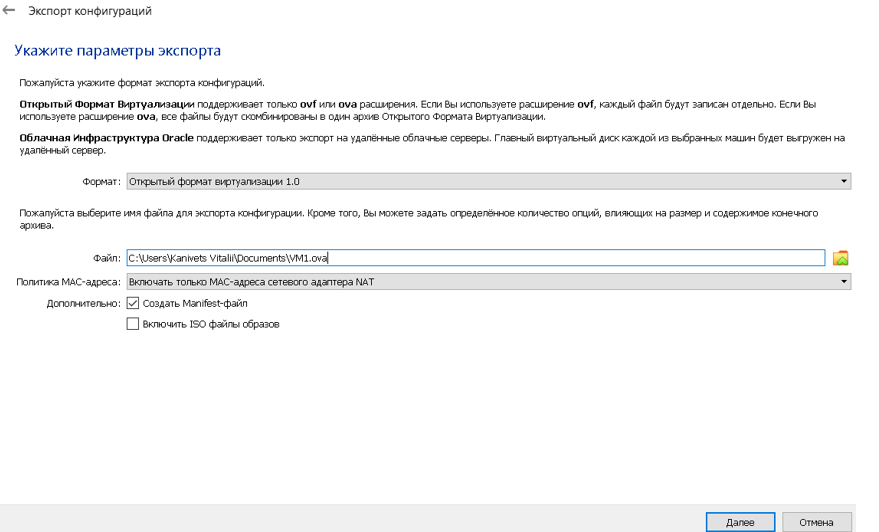 Экспорт конфигураций
Укажите параметры экспорта
Пожалуйста укажите формат экспорта конфигураций.
Открытый Формат Виртуализации поддерживает только ovf или ova расширения. Если Вы используете расширение ovf, каждый файл будут записан отдельно. Если Вы
используете расширение ova, все файлы будут скомбинированы в один архив Открытого Формата Виртуализации.
Облачная Инфраструктура Oracle поддерживает только экспорт на удалённые облачные серверы. Главный виртуальный диск каждой из выбранных машин будет выгружен на
удалённый сервер.
Формат: Открытый формат виртуализации 1.0
Пожалуйста выберите имя файла для экспорта конфигурации. Кроме того, Вы можете задать определённое количество опций, влияющих на размер и содержимое конечного
архива.
Файл: C:\Users\Kanivets Vitalii\Documents\VM1.ova
Политика MAC-адреса: Включать только MAC-адреса сетевого адаптера NAT
Дополнительно: Создать Manifest-файл
Включить ISO файлы образов
Далее Отмена